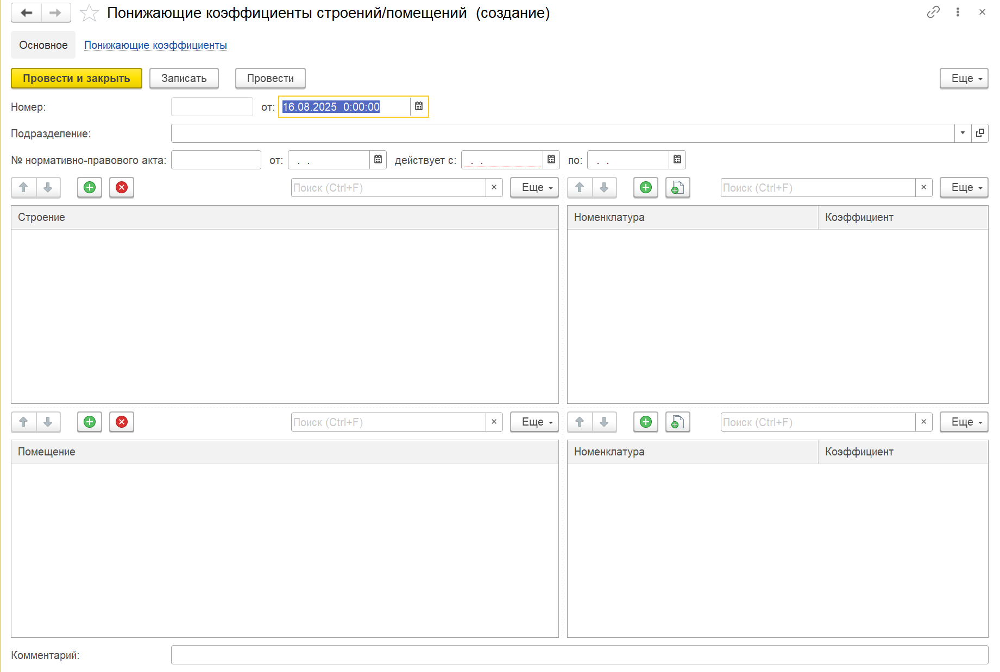 Понижающие коэффициенты строений/помещений (создание)
Основное Понижающие коэффициенты
Провести и закрыть Записать Провести Еще
Номер: от: 16.08.2025 0:00:00
Подразделение:
№ нормативно-правового акта: от: . . действует с: . . по: . .
Поиск (Ctrl+F) × Еще Поиск (Ctrl+F) × Еще
Строение Номенклатура Коэффициент
Поиск (Ctrl+F) × Еще Поиск (Ctrl+F) × Еще
Помещение Номенклатура Коэффициент
Комментарий: